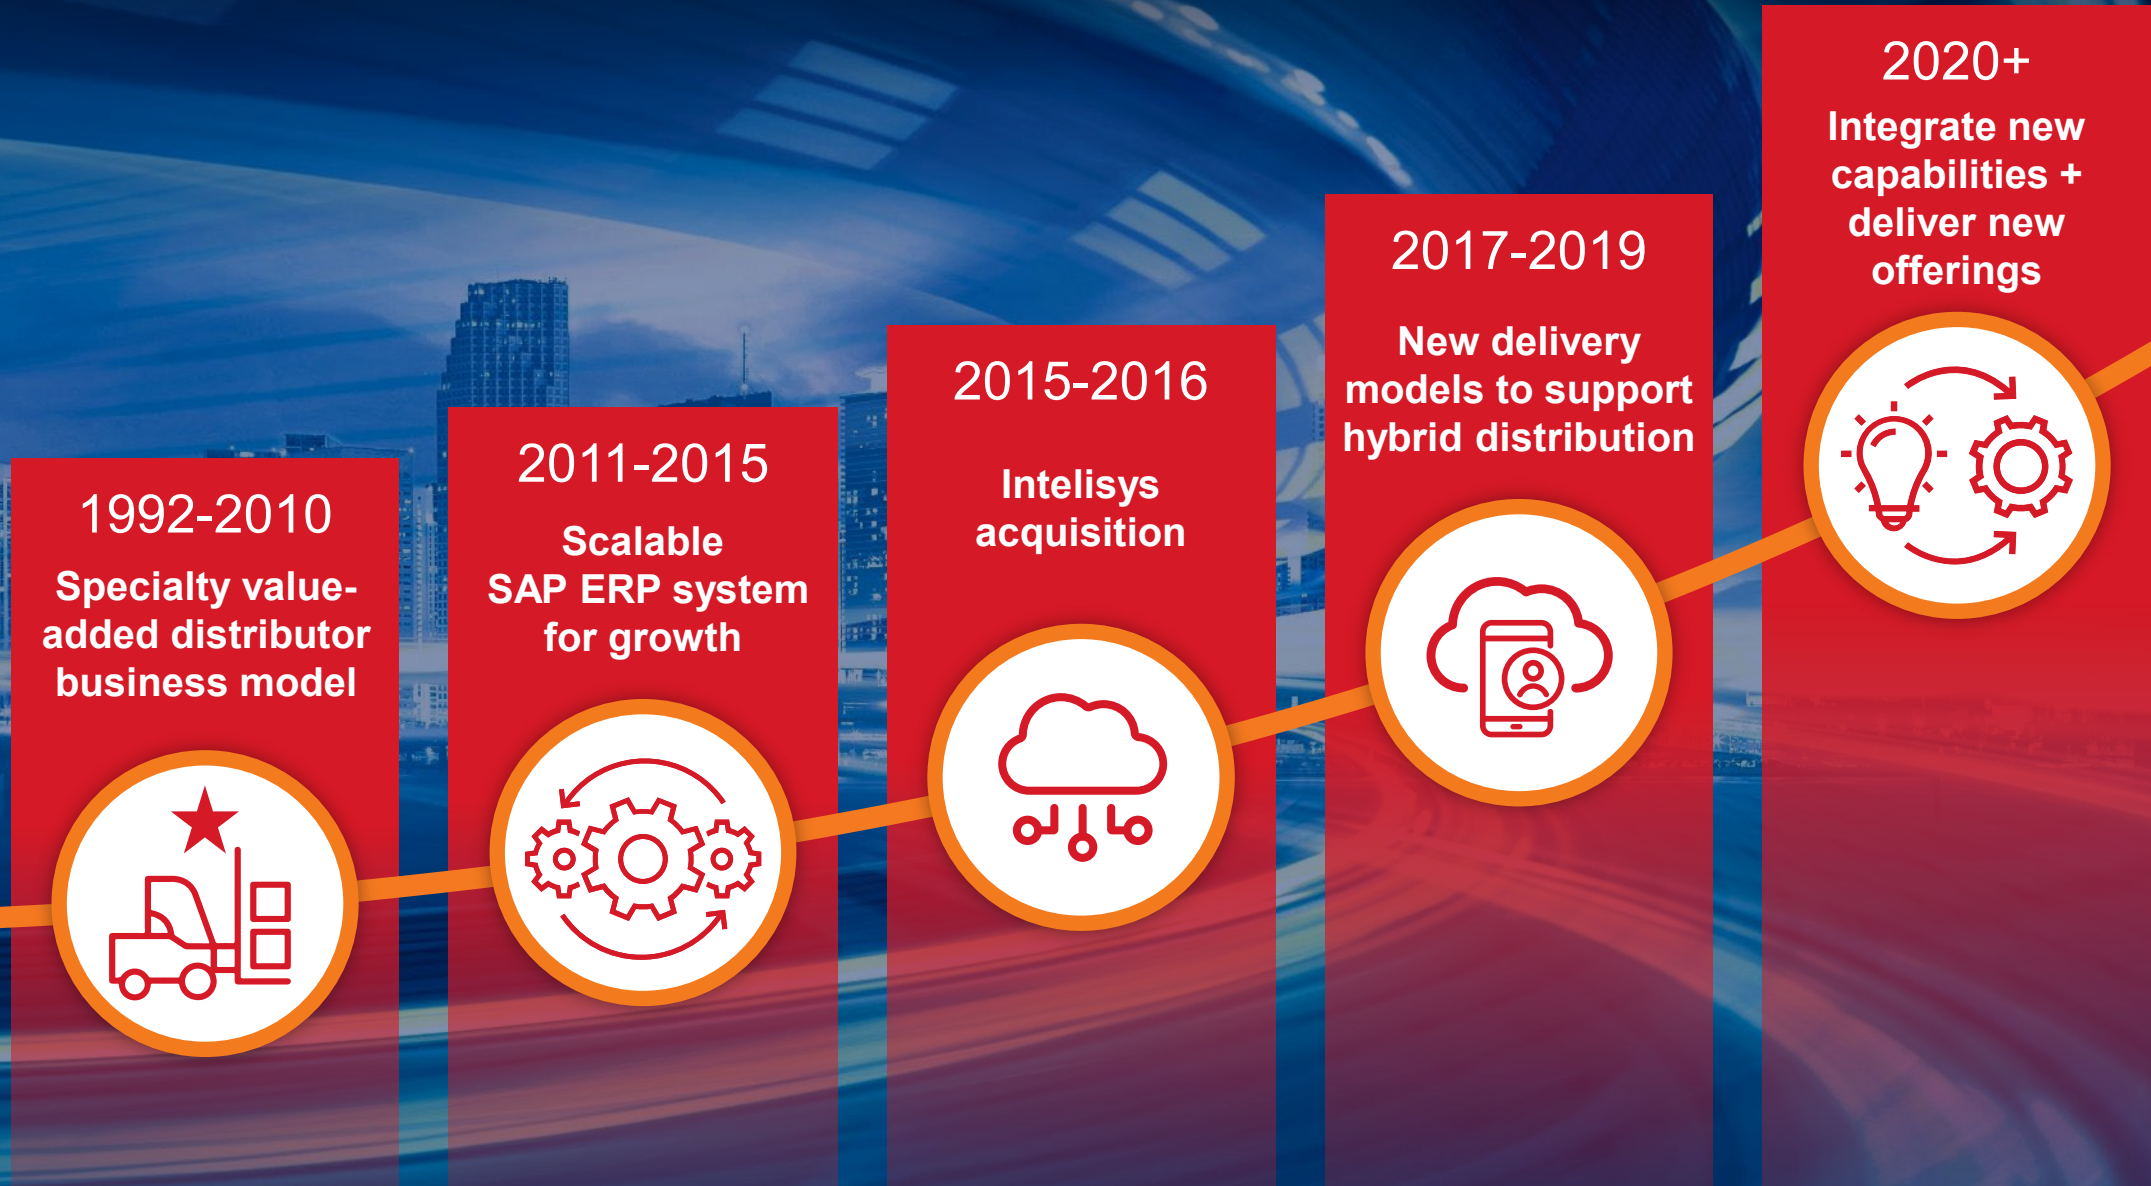 1992-2010
Specialty value-
added distributor
business model
2011-2015
Scalable
SAP ERP system
for growth
2015-2016
Intelisys
acquisition
2017-2019
New delivery
models to support
hybrid distribution
2020+
Integrate new
capabilities +
deliver new
offerings